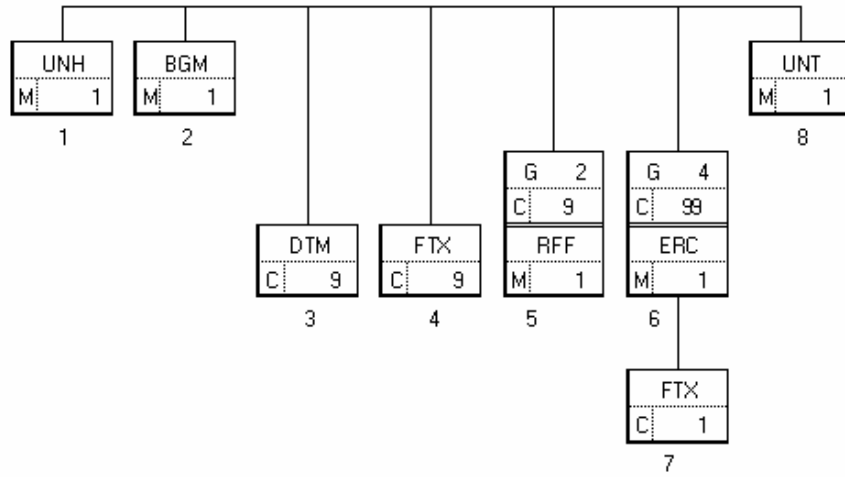 UNH
M 1
1
BGM
M 1
2
DTM
C 9
3
FTX
C 9
4
G 2
C 9
RFF
M 1
5
G 4
C 99
ERC
M 1
6
FTX
C 1
7
UNT
M 1
8